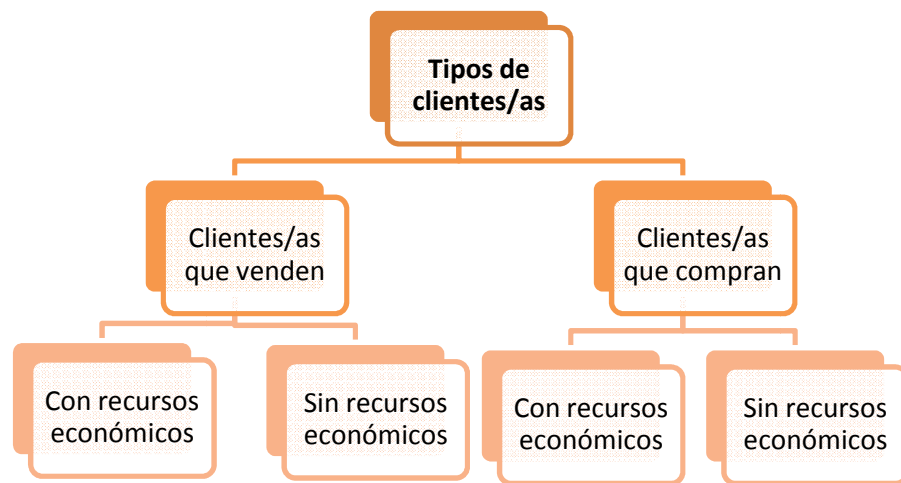 Tipos de
clientes/as
Clientes/as
que venden
Clientes/as
que compran
Con recursos
económicos
Sin recursos
económicos
Con recursos
económicos
Sin recursos
económicos